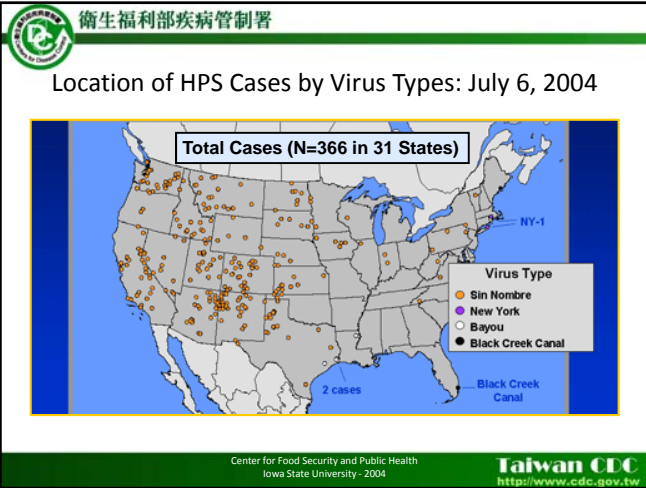 衛生福利部疾病管制署
Location of HPS Cases by Virus Types: July 6, 2004
Total Cases (N=366 in 31 States)
NY-1
Virus Type
Sin Nombre
New York
Bayou
Black Creek Canal
2 cases
Black Creek
Canal
Center for Food Security and Public Health
Iowa State University - 2004
Taiwan CDC
http://www.cdc.gov.tw